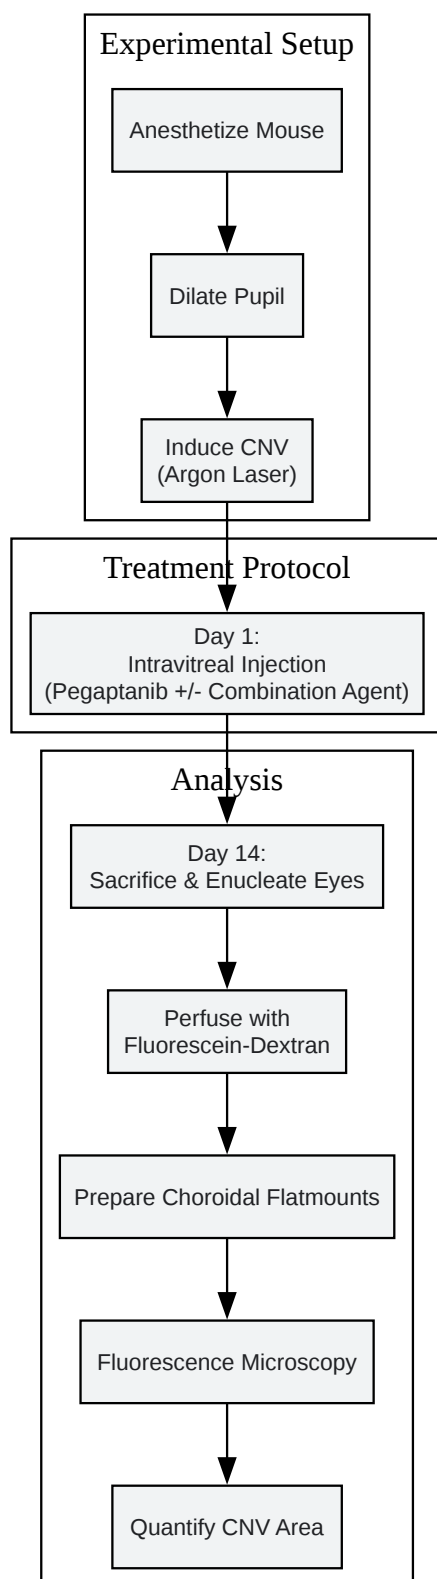 Experimental Setup
Anesthetize Mouse
Dilate Pupil
Induce CNV
(Argon Laser)
Treatment Protocol
Day 1:
Intravitreal Injection
(Pegaptanib +/- Combination Agent)
Analysis
Day 14:
Sacrifice & Enucleate Eyes
Perfuse with
Fluorescein-Dextran
Prepare Choroidal Flatmounts
Fluorescence Microscopy
Quantify CNV Area